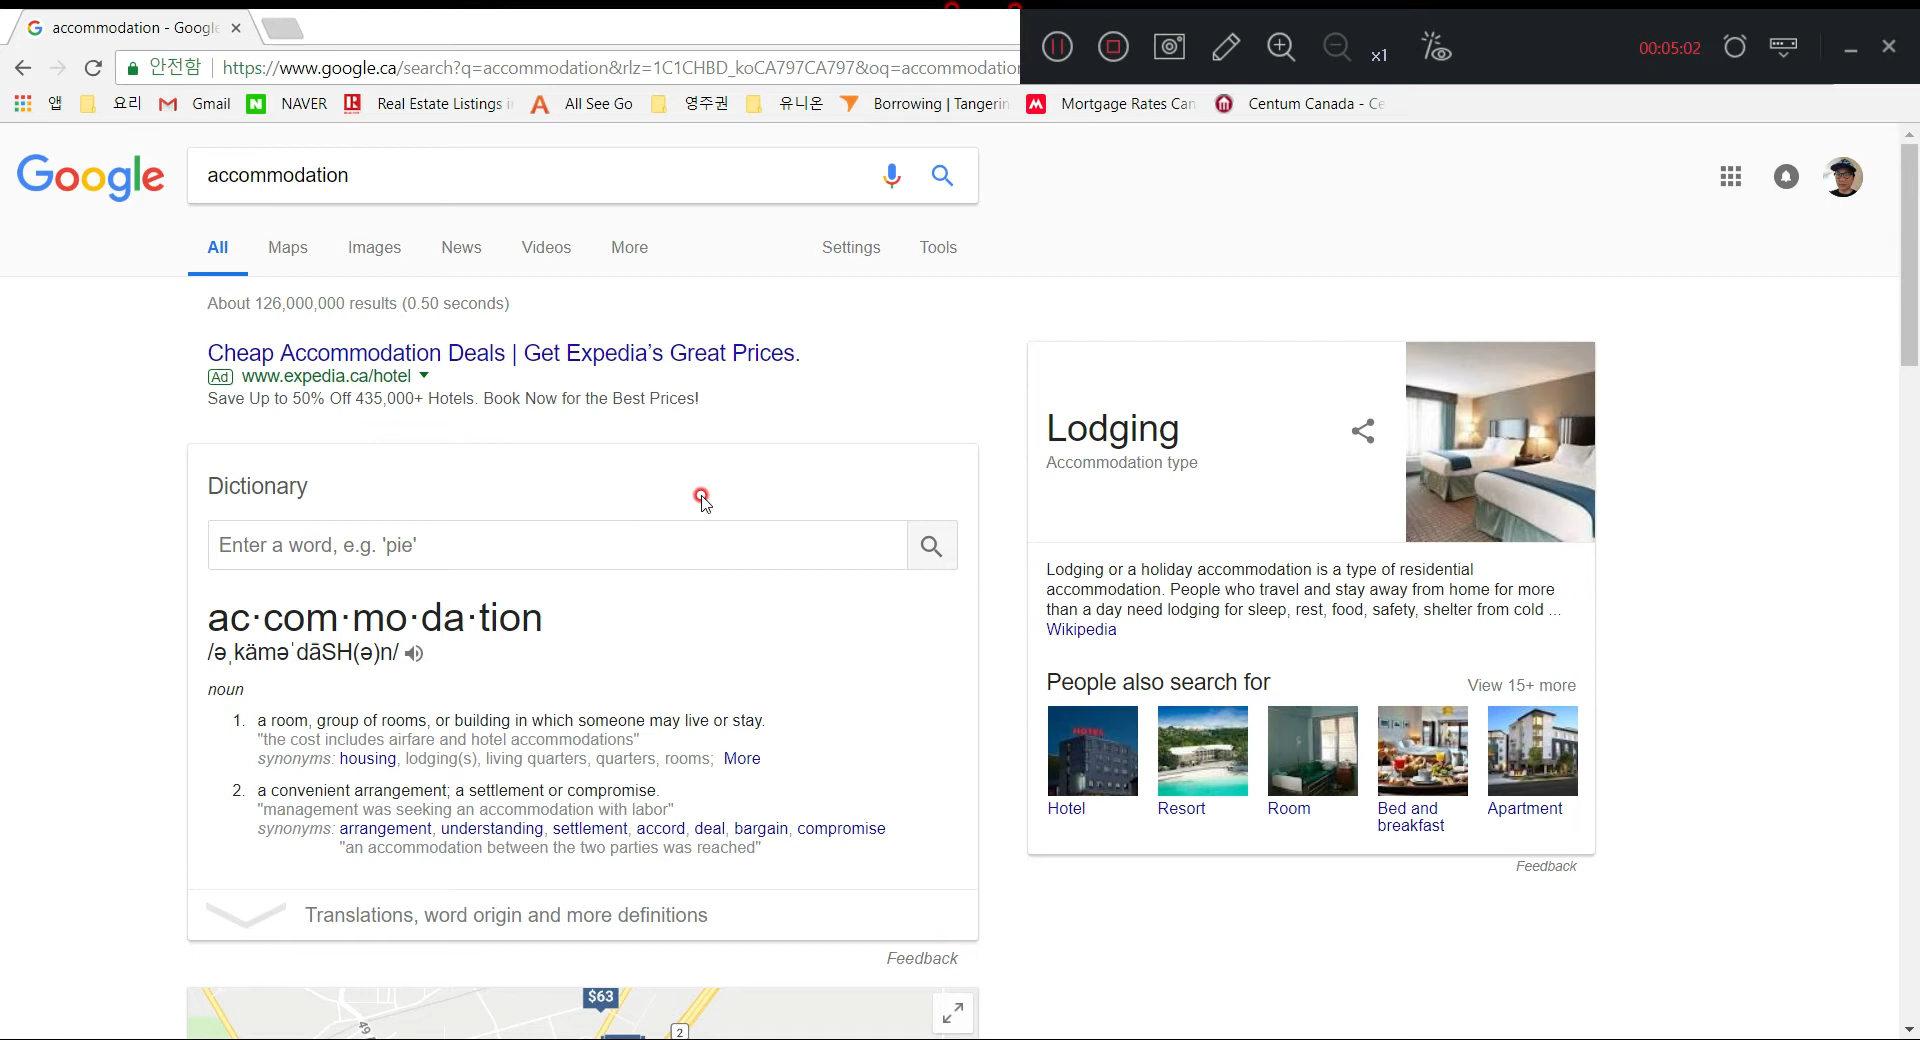 accommodation - Google
00:05:02
x1
안전함 https://www.google.ca/search?q=accommodation&rlz=1C1CHBD_koCA797CA797&oq=accommodation
앱 요리 Gmail NAVER Real Estate Listings All See Go 영주권 유니온 Borrowing | Tangerin Mortgage Rates Can Centum Canada - Ce
Google accommodation
All Maps Images News Videos More Settings Tools
About 126,000,000 results (0.50 seconds)
Cheap Accommodation Deals | Get Expedia's Great Prices.
Ad www.expedia.ca/hotel
Save Up to 50% Off 435,000+ Hotels. Book Now for the Best Prices!
Dictionary
Enter a word, e.g. 'pie'
ac·com·mo·da·tion
/əˌkäməˈdāSH(ə)n/
noun
1. a room, group of rooms, or building in which someone may live or stay.
"the cost includes airfare and hotel accommodations"
synonyms: housing, lodging(s), living quarters, quarters, rooms; More
2. a convenient arrangement; a settlement or compromise.
"management was seeking an accommodation with labor"
synonyms: arrangement, understanding, settlement, accord, deal, bargain, compromise
"an accommodation between the two parties was reached"
Translations, word origin and more definitions
Feedback
$63
49
2
Lodging
Accommodation type
Lodging or a holiday accommodation is a type of residential
accommodation. People who travel and stay away from home for more
than a day need lodging for sleep, rest, food, safety, shelter from cold ...
Wikipedia
People also search for View 15+ more
HOTEL
Hotel Resort Room Bed and Apartment
breakfast
Feedback